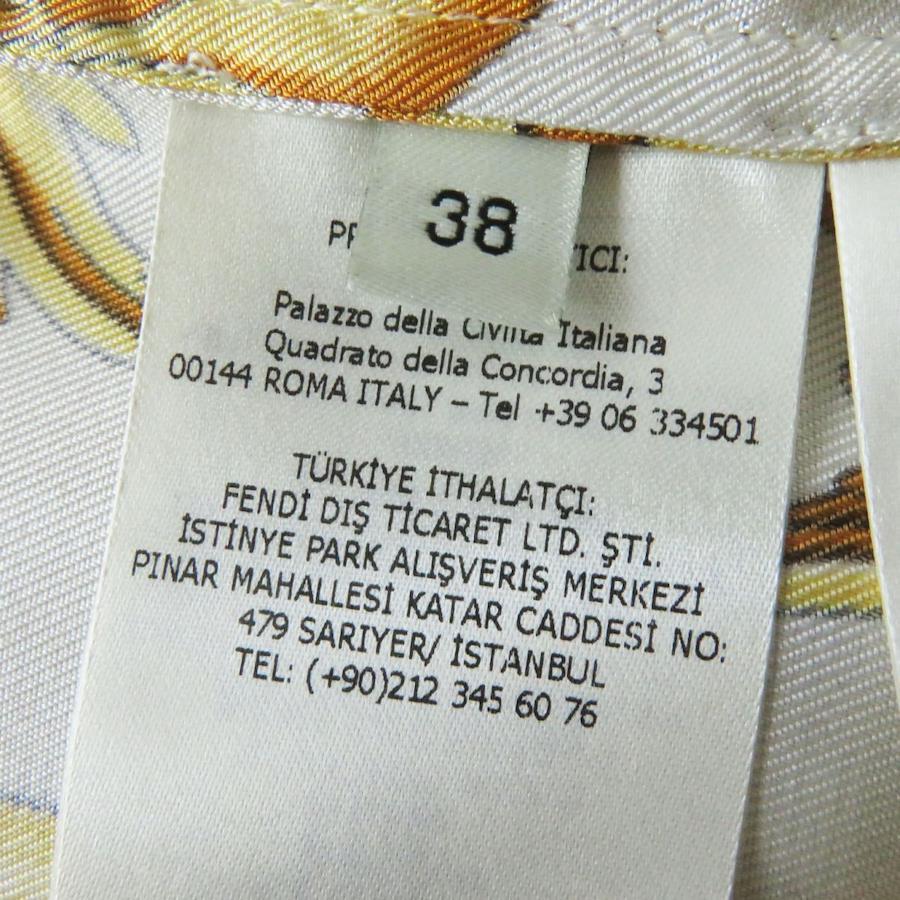 38
Palazzo della Civiltà Italiana
Quadrato della Concordia, 3
00144 ROMA ITALY – Tel +39 06 334501
TÜRKİYE İTHALATÇI:
FENDİ DIŞ TİCARET LTD. ŞTİ.
İSTİNYE PARK ALIŞVERİŞ MERKEZİ
PINAR MAHALLESİ KATAR CADDESİ NO:
479 SARIYER/ İSTANBUL
TEL: (+90)212 345 60 76